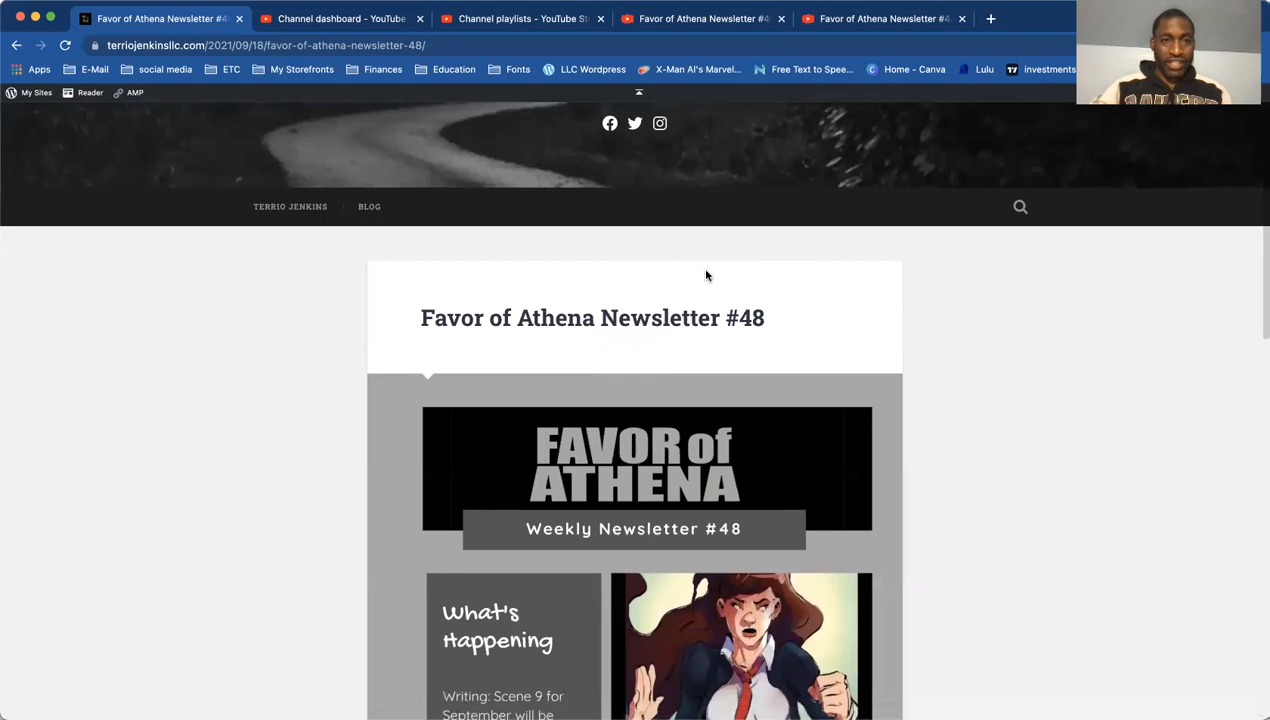 Favor of Athena Newsletter #4
Channel dashboard - YouTube
Channel playlists - YouTube St
Favor of Athena Newsletter #4
Favor of Athena Newsletter #4
terriojenkinsllc.com/2021/09/18/favor-of-athena-newsletter-48/
Apps
E-Mail
social media
ETC
My Storefronts
Finances
Education
Fonts
LLC Wordpress
X-Man AI's Marvel...
Free Text to Spee...
Home - Canva
Lulu
investments
My Sites
Reader
AMP
TERRIO JENKINS
BLOG
Favor of Athena Newsletter #48
FAVOR of
ATHENA
Weekly Newsletter #48
What's
Happening
Writing: Scene 9 for
September will be